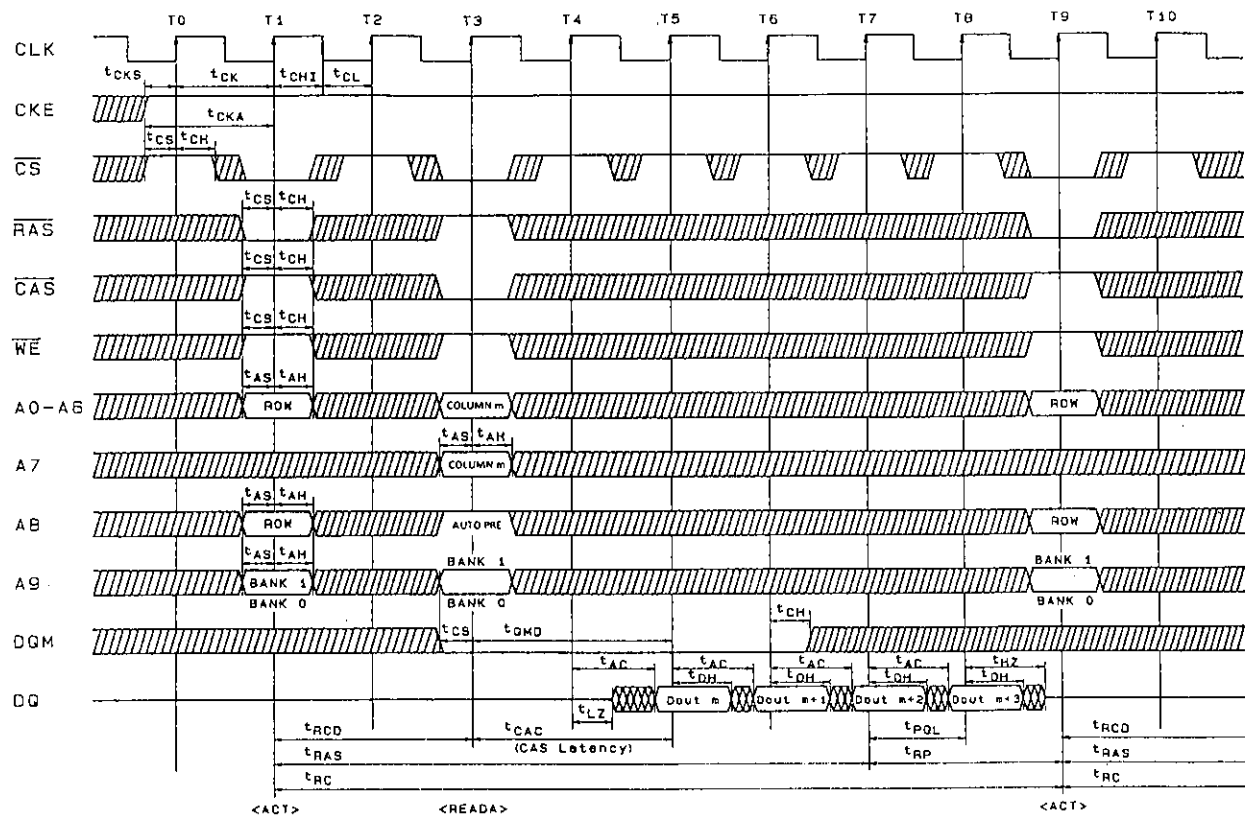 T0 T1 T2 T3 T4 T5 T6 T7 T8 T9 T10
CLK
tCKS tCK tCHI tCL
CKE
tCKA
tCS tCH
CS
tCS tCH
RAS
tCS tCH
CAS
tCS tCH
WE
tAS tAH
A0-A6 ROW COLUMN m ROW
tAS tAH
A7 COLUMN m
tAS tAH
A8 ROW AUTO PRE ROW
tAS tAH BANK 1 BANK 1
A9 BANK 1
BANK 0 BANK 0 BANK 0
tCH
DQM tCS tQMD
tAC tAC tAC tAC tHZ
tOH tOH tOH tOH
DQ Dout m Dout m+1 Dout m+2 Dout m+3
tLZ
tRCD tCAC tPQL tRCD
(CAS Latency)
tRAS tRP tRAS
tRC tRC
<ACT> <READA> <ACT>